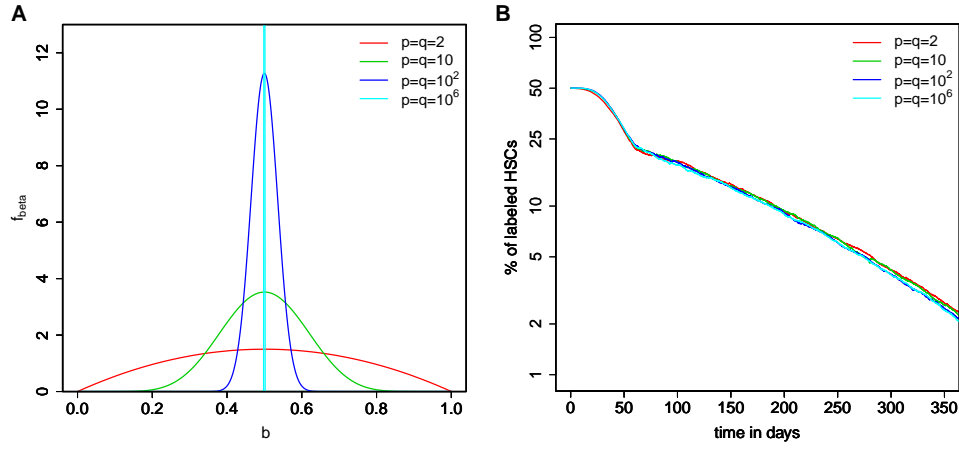 A
f_beta
12
10
8
6
4
2
0
0.0 0.2 0.4 0.6 0.8 1.0
b
p=q=2
p=q=10
p=q=10^2
p=q=10^6
B
% of labeled HSCs
100
50
25
10
5
2
1
0 50 100 150 200 250 300 350
time in days
p=q=2
p=q=10
p=q=10^2
p=q=10^6